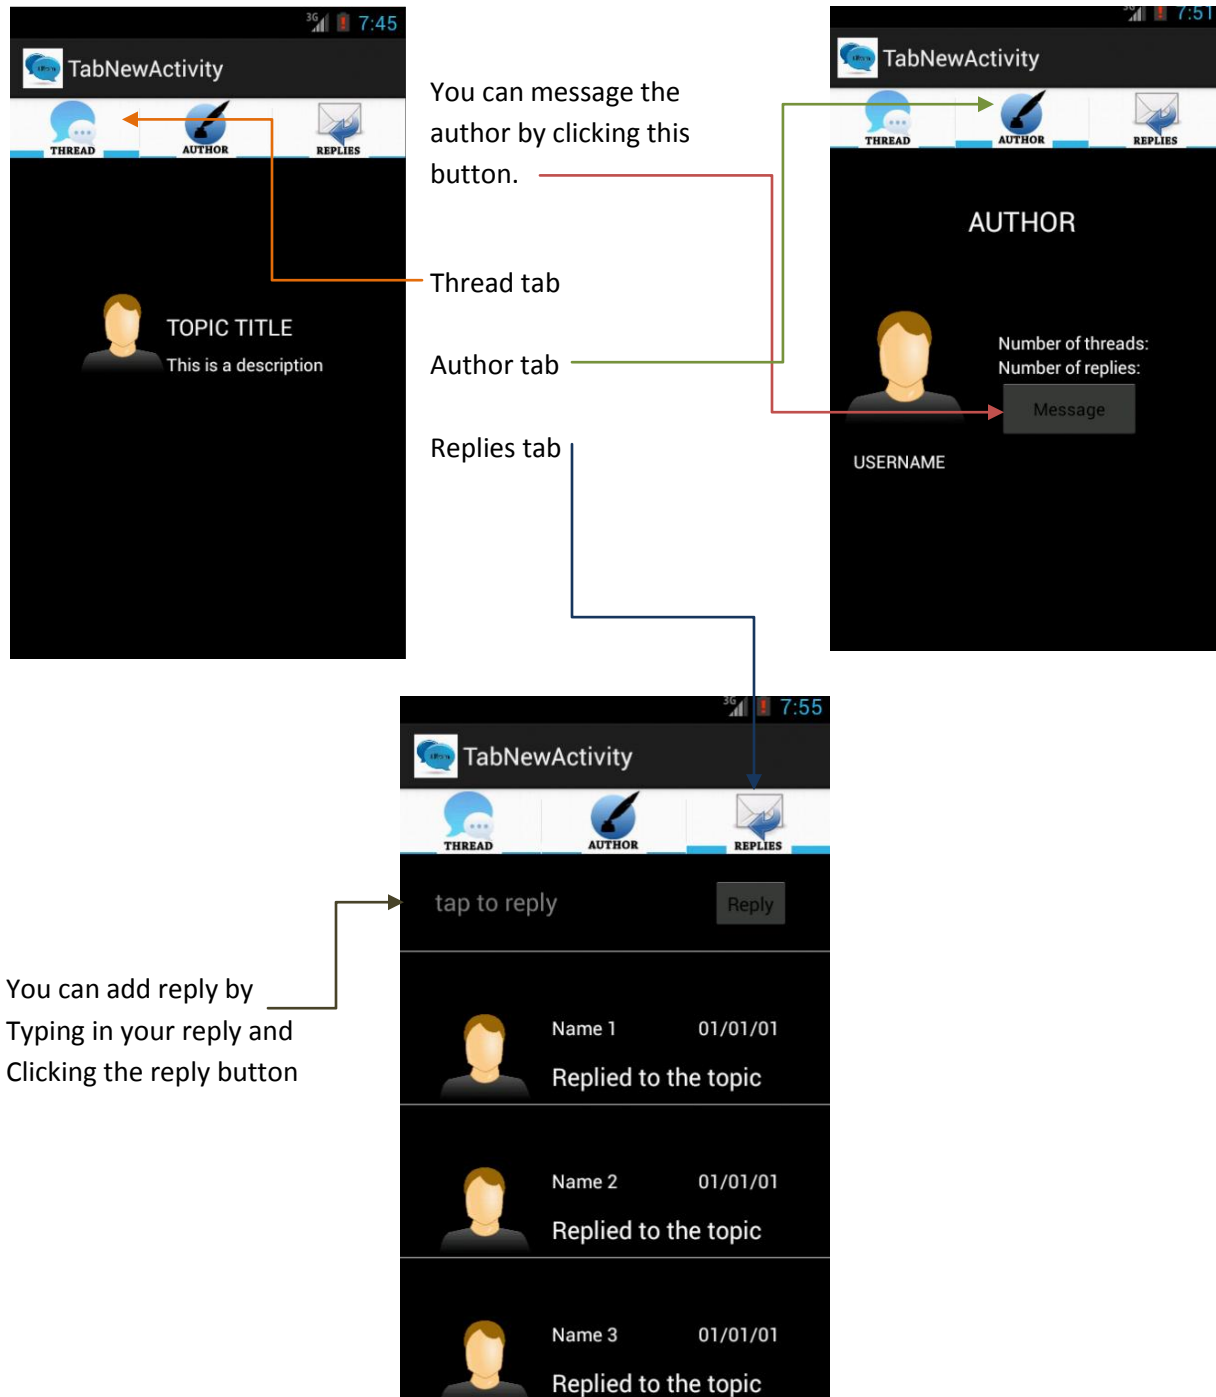 3G 7:45
TabNewActivity
THREAD AUTHOR REPLIES
TOPIC TITLE
This is a description
You can message the
author by clicking this
button.
Thread tab
Author tab
Replies tab
7:51
TabNewActivity
THREAD AUTHOR REPLIES
AUTHOR
Number of threads:
Number of replies:
Message
USERNAME
3G 7:55
TabNewActivity
THREAD AUTHOR REPLIES
tap to reply Reply
You can add reply by
Typing in your reply and
Clicking the reply button
Name 1 01/01/01
Replied to the topic
Name 2 01/01/01
Replied to the topic
Name 3 01/01/01
Replied to the topic